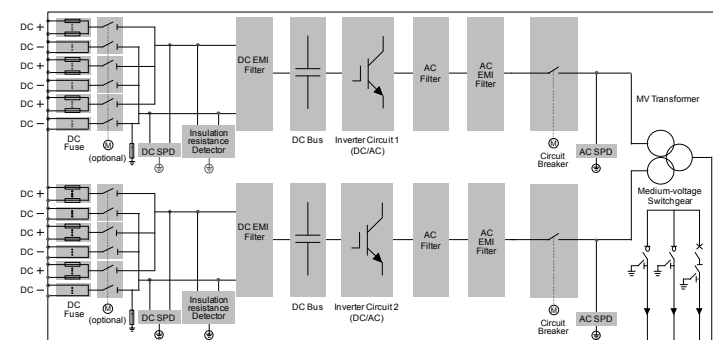 DC +
DC −
DC +
DC −
DC +
DC −
DC
Fuse
M
(optional)
DC SPD
Insulation
resistance
Detector
DC EMI
Filter
DC Bus
Inverter Circuit 1
(DC/AC)
AC
Filter
AC
EMI
Filter
M
Circuit
Breaker
AC SPD
MV Transformer
Medium-voltage
Switchgear
DC +
DC −
DC +
DC −
DC +
DC −
DC
Fuse
M
(optional)
DC SPD
Insulation
resistance
Detector
DC EMI
Filter
DC Bus
Inverter Circuit 2
(DC/AC)
AC
Filter
AC
EMI
Filter
M
Circuit
Breaker
AC SPD